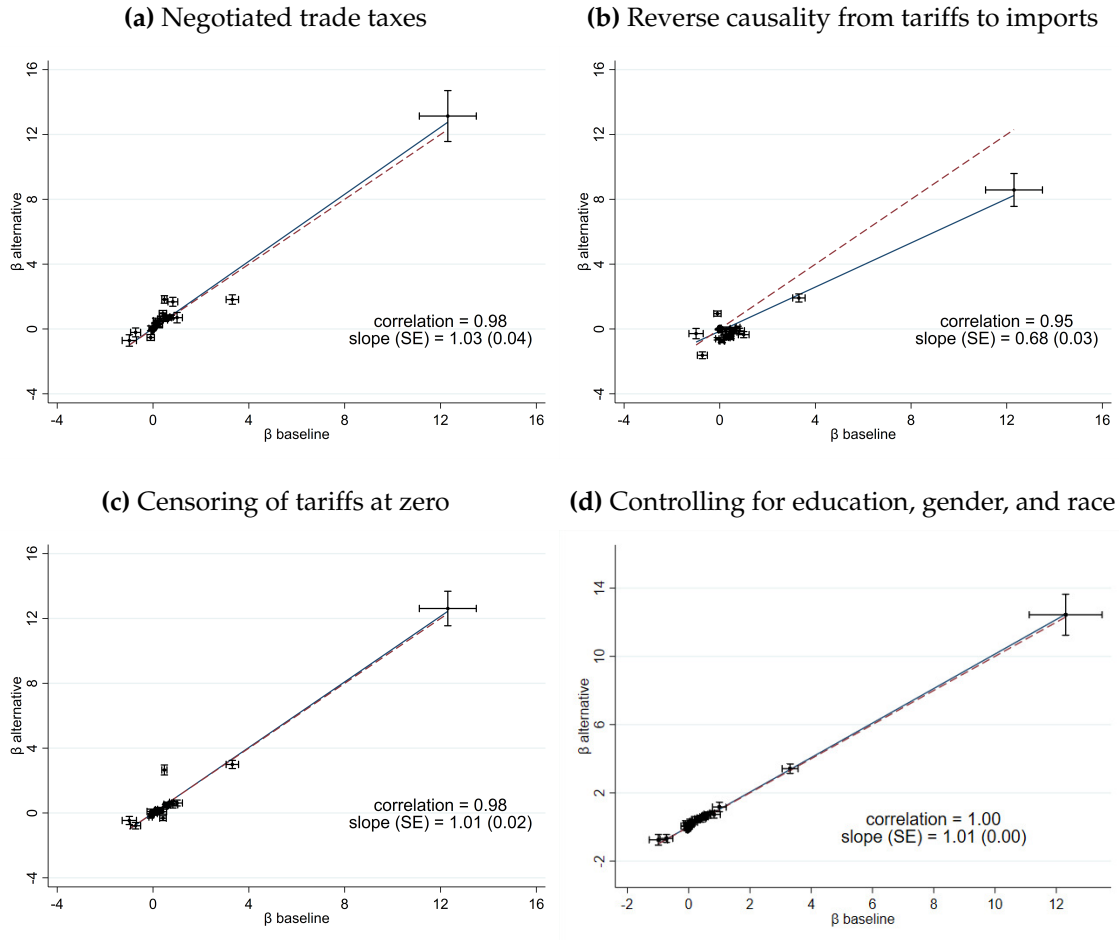 (a) Negotiated trade taxes
16
12
8
4
0
-4
β alternative
correlation = 0.98
slope (SE) = 1.03 (0.04)
-4 0 4 8 12 16
β baseline
(b) Reverse causality from tariffs to imports
16
12
8
4
0
-4
β alternative
correlation = 0.95
slope (SE) = 0.68 (0.03)
-4 0 4 8 12 16
β baseline
(c) Censoring of tariffs at zero
16
12
8
4
0
-4
β alternative
correlation = 0.98
slope (SE) = 1.01 (0.02)
-4 0 4 8 12 16
β baseline
(d) Controlling for education, gender, and race
14
10
6
2
-2
β alternative
correlation = 1.00
slope (SE) = 1.01 (0.00)
-2 0 2 4 6 8 10 12
β baseline